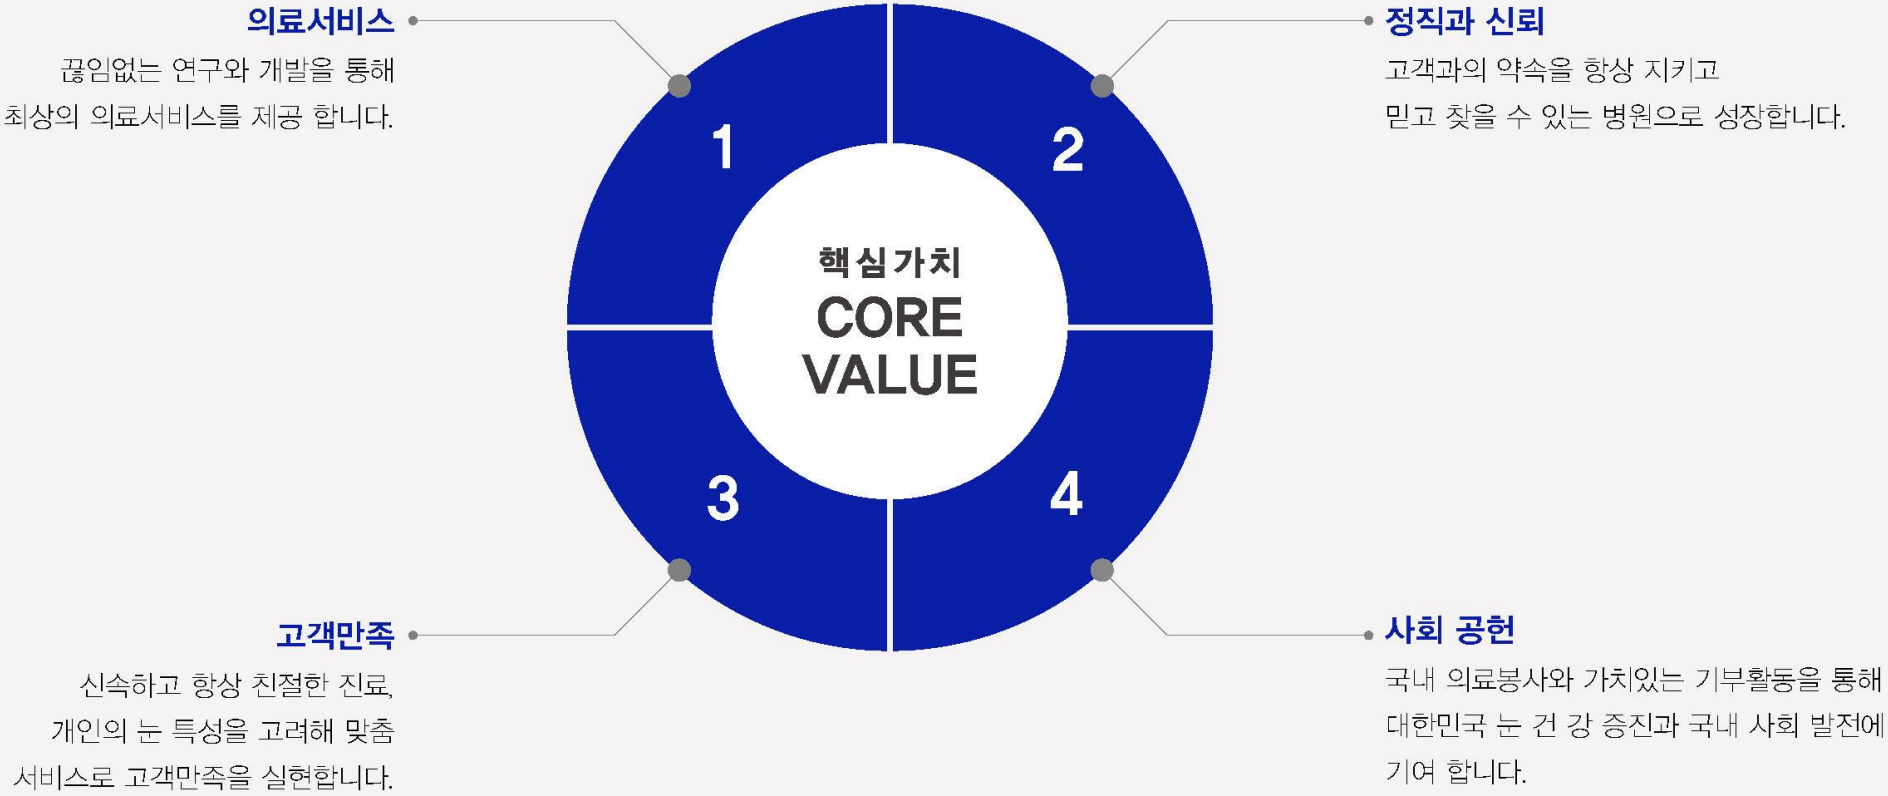 의료서비스
끊임없는 연구와 개발을 통해
최상의 의료서비스를 제공 합니다.
1
정직과 신뢰
고객과의 약속을 항상 지키고
믿고 찾을 수 있는 병원으로 성장합니다.
2
핵심가치
CORE
VALUE
3
고객만족
신속하고 항상 친절한 진료,
개인의 눈 특성을 고려해 맞춤
서비스로 고객만족을 실현합니다.
4
사회 공헌
국내 의료봉사와 가치있는 기부활동을 통해
대한민국 눈 건 강 증진과 국내 사회 발전에
기여 합니다.